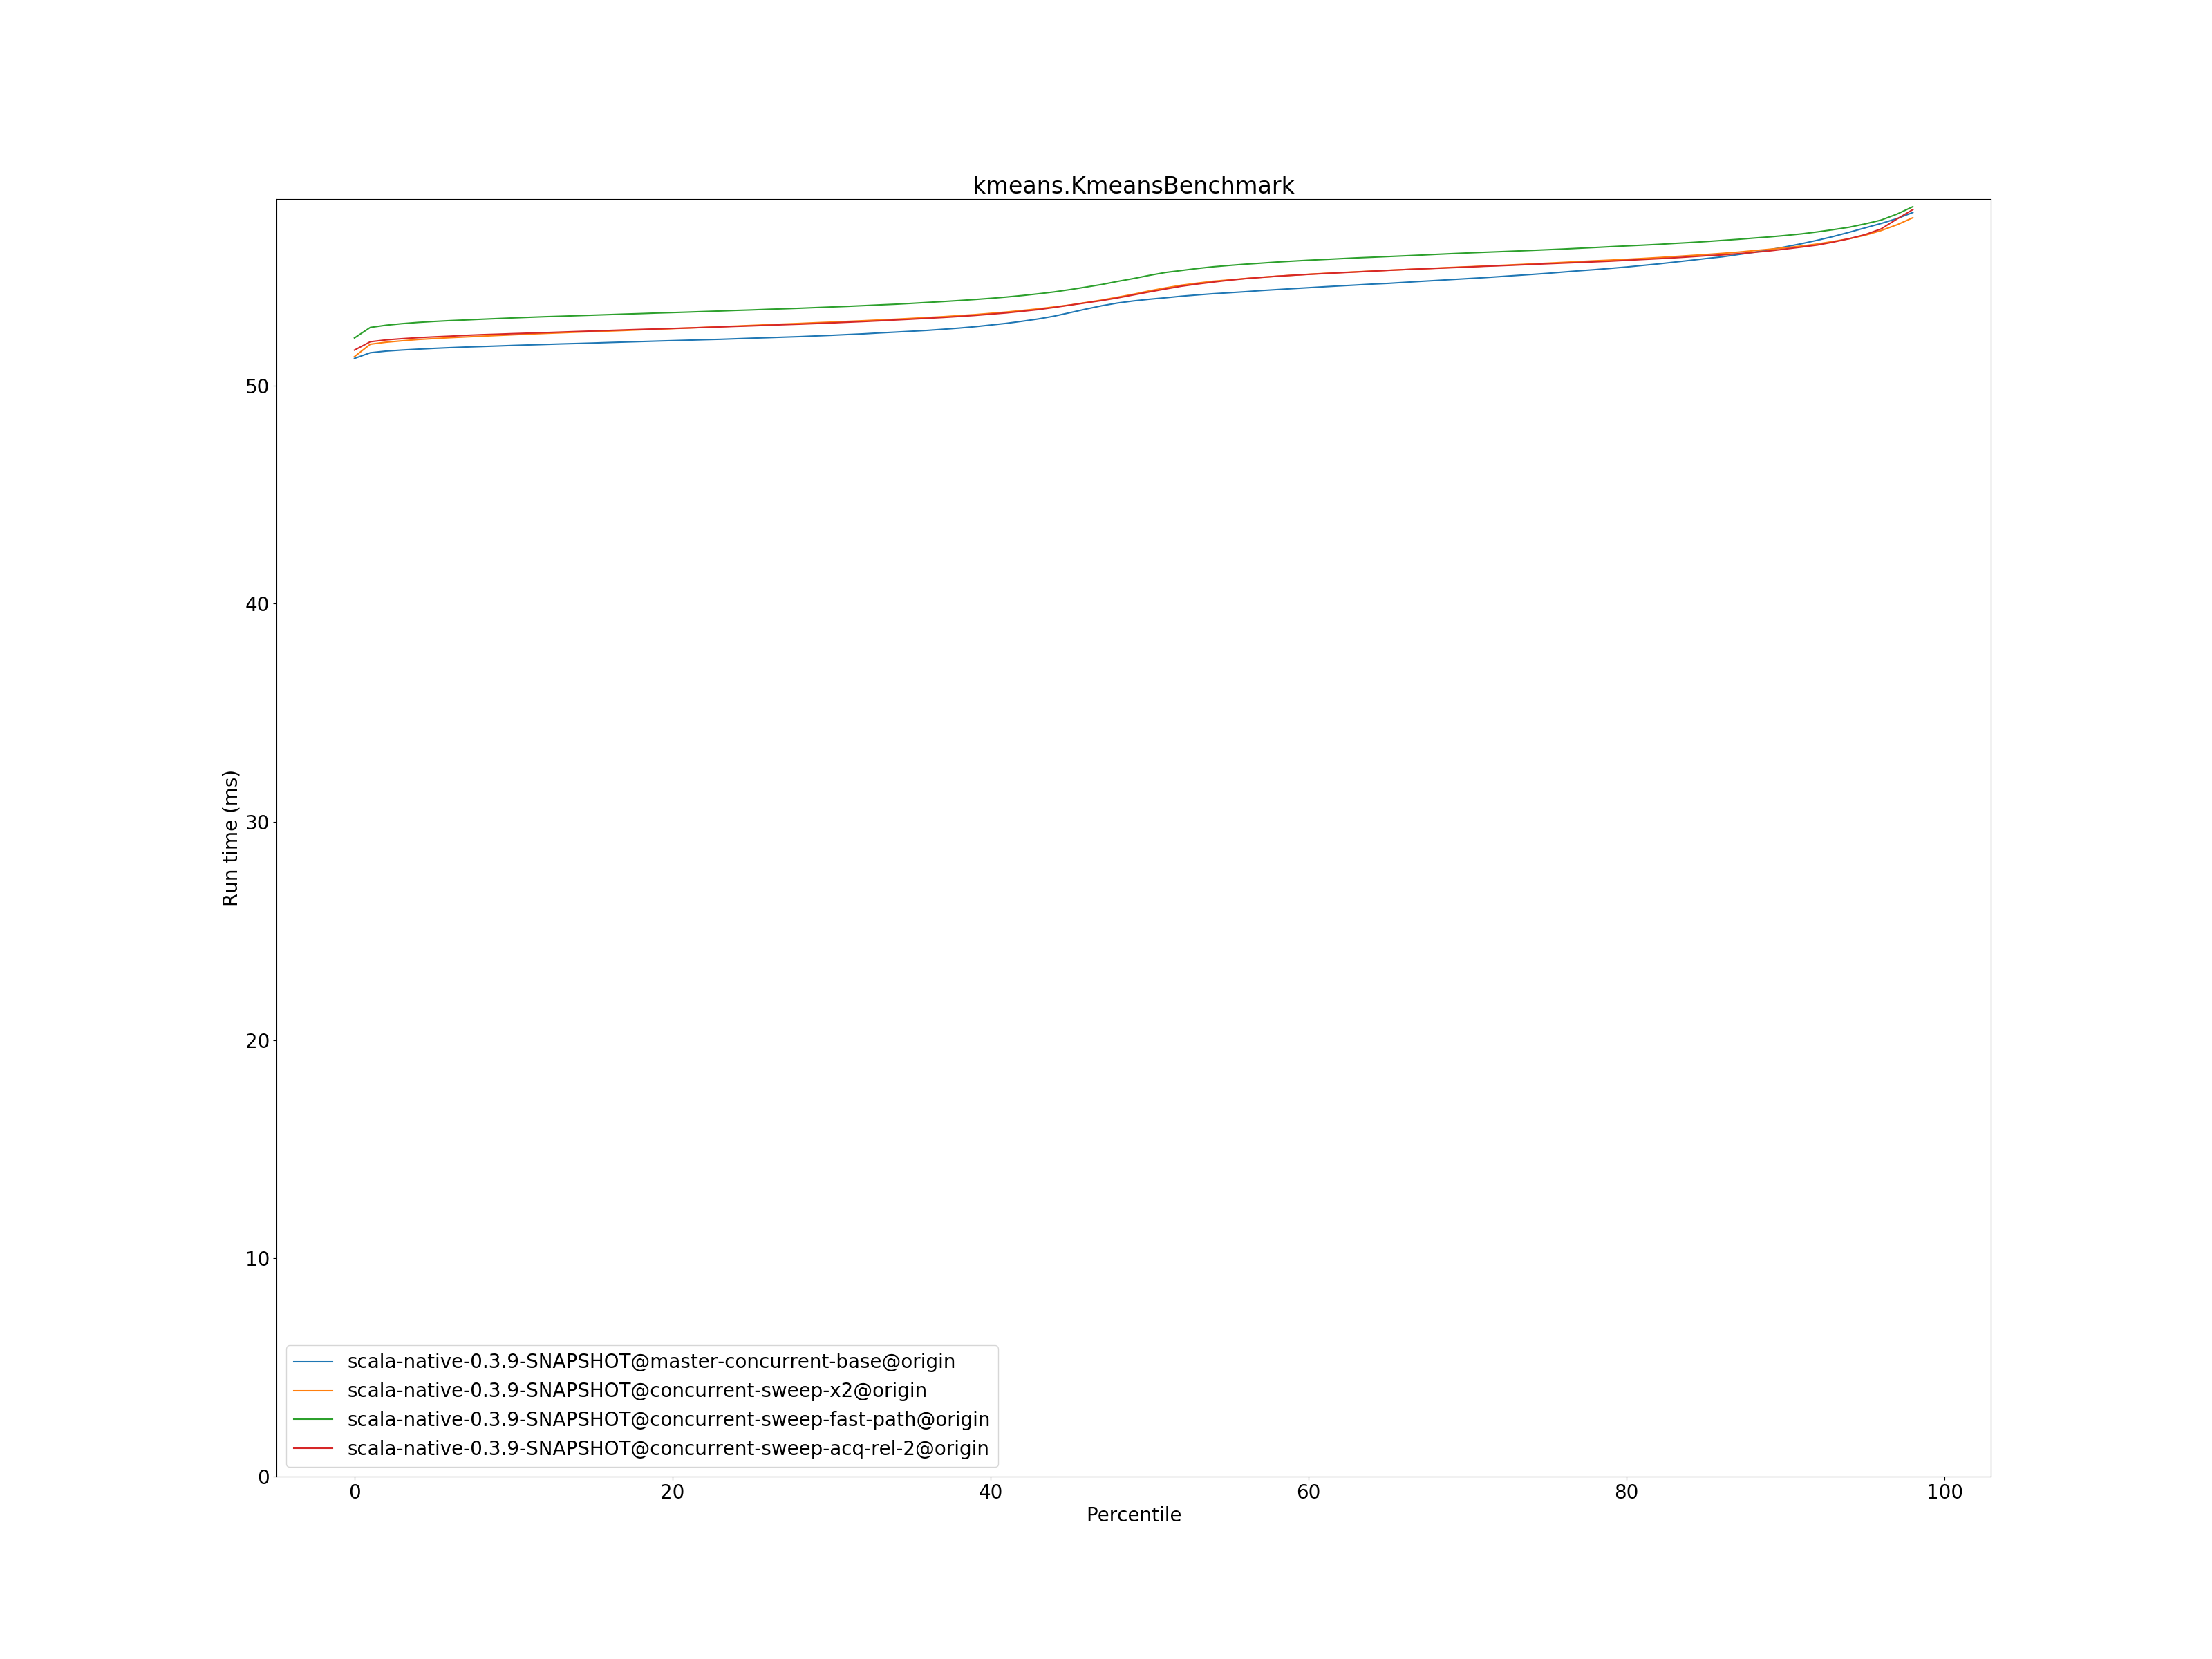 kmeans.KmeansBenchmark
Run time (ms)
50
40
30
20
10
0
scala-native-0.3.9-SNAPSHOT@master-concurrent-base@origin
scala-native-0.3.9-SNAPSHOT@concurrent-sweep-x2@origin
scala-native-0.3.9-SNAPSHOT@concurrent-sweep-fast-path@origin
scala-native-0.3.9-SNAPSHOT@concurrent-sweep-acq-rel-2@origin
0 20 40 60 80 100
Percentile